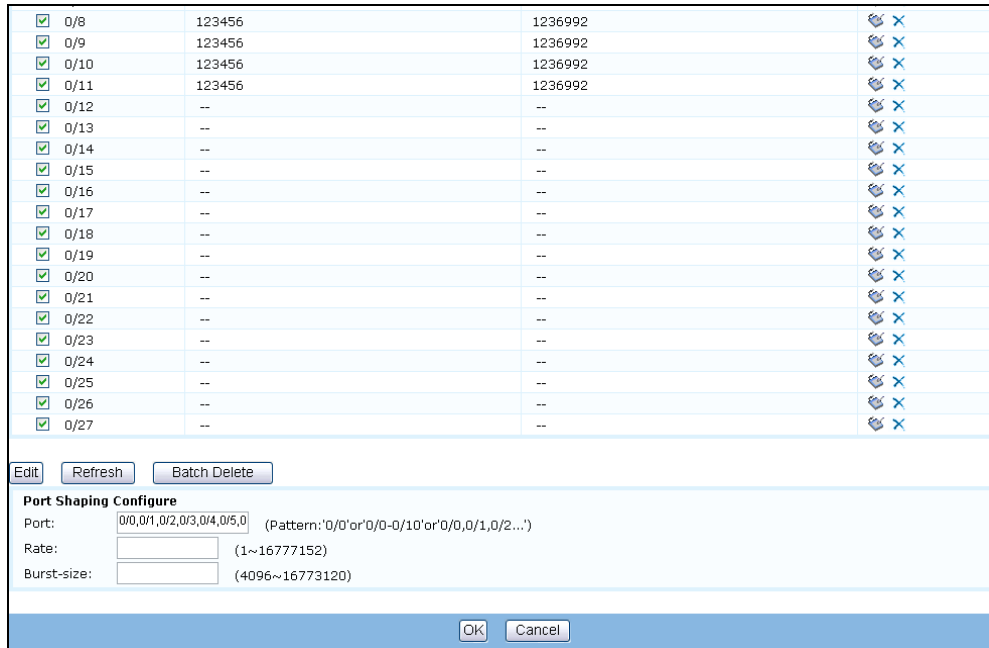 0/8 123456 1236992
0/9 123456 1236992
0/10 123456 1236992
0/11 123456 1236992
0/12 -- --
0/13 -- --
0/14 -- --
0/15 -- --
0/16 -- --
0/17 -- --
0/18 -- --
0/19 -- --
0/20 -- --
0/21 -- --
0/22 -- --
0/23 -- --
0/24 -- --
0/25 -- --
0/26 -- --
0/27 -- --
Edit Refresh Batch Delete
Port Shaping Configure
Port: 0/0,0/1,0/2,0/3,0/4,0/5,0 (Pattern:'0/0'or'0/0-0/10'or'0/0,0/1,0/2...')
Rate: (1~16777152)
Burst-size: (4096~16773120)
OK Cancel